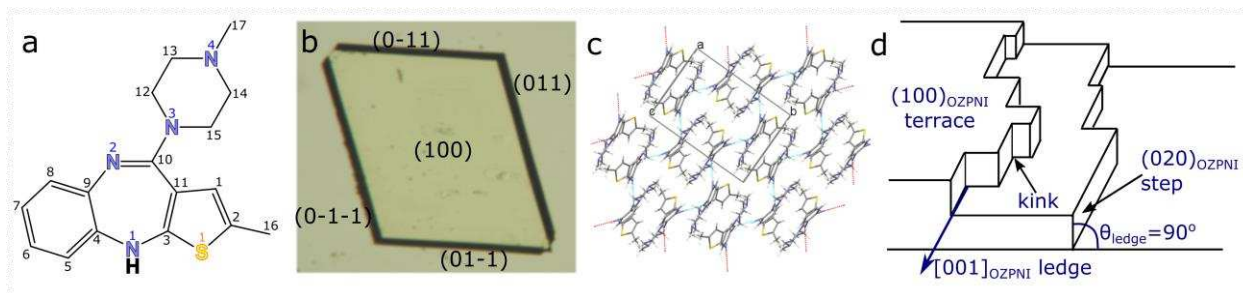 a
17
N
4
13
14
N
3
12
15
N
2
10
8
9
11
1
7
2
16
6
4
N
1
H
3
S
1
5
b
(0-11)
(011)
(100)
(0-1-1)
(01-1)
c
a
c
b
d
(100)OZPNI
terrace
(020)OZPNI
step
kink
θledge=90º
[001]OZPNI ledge